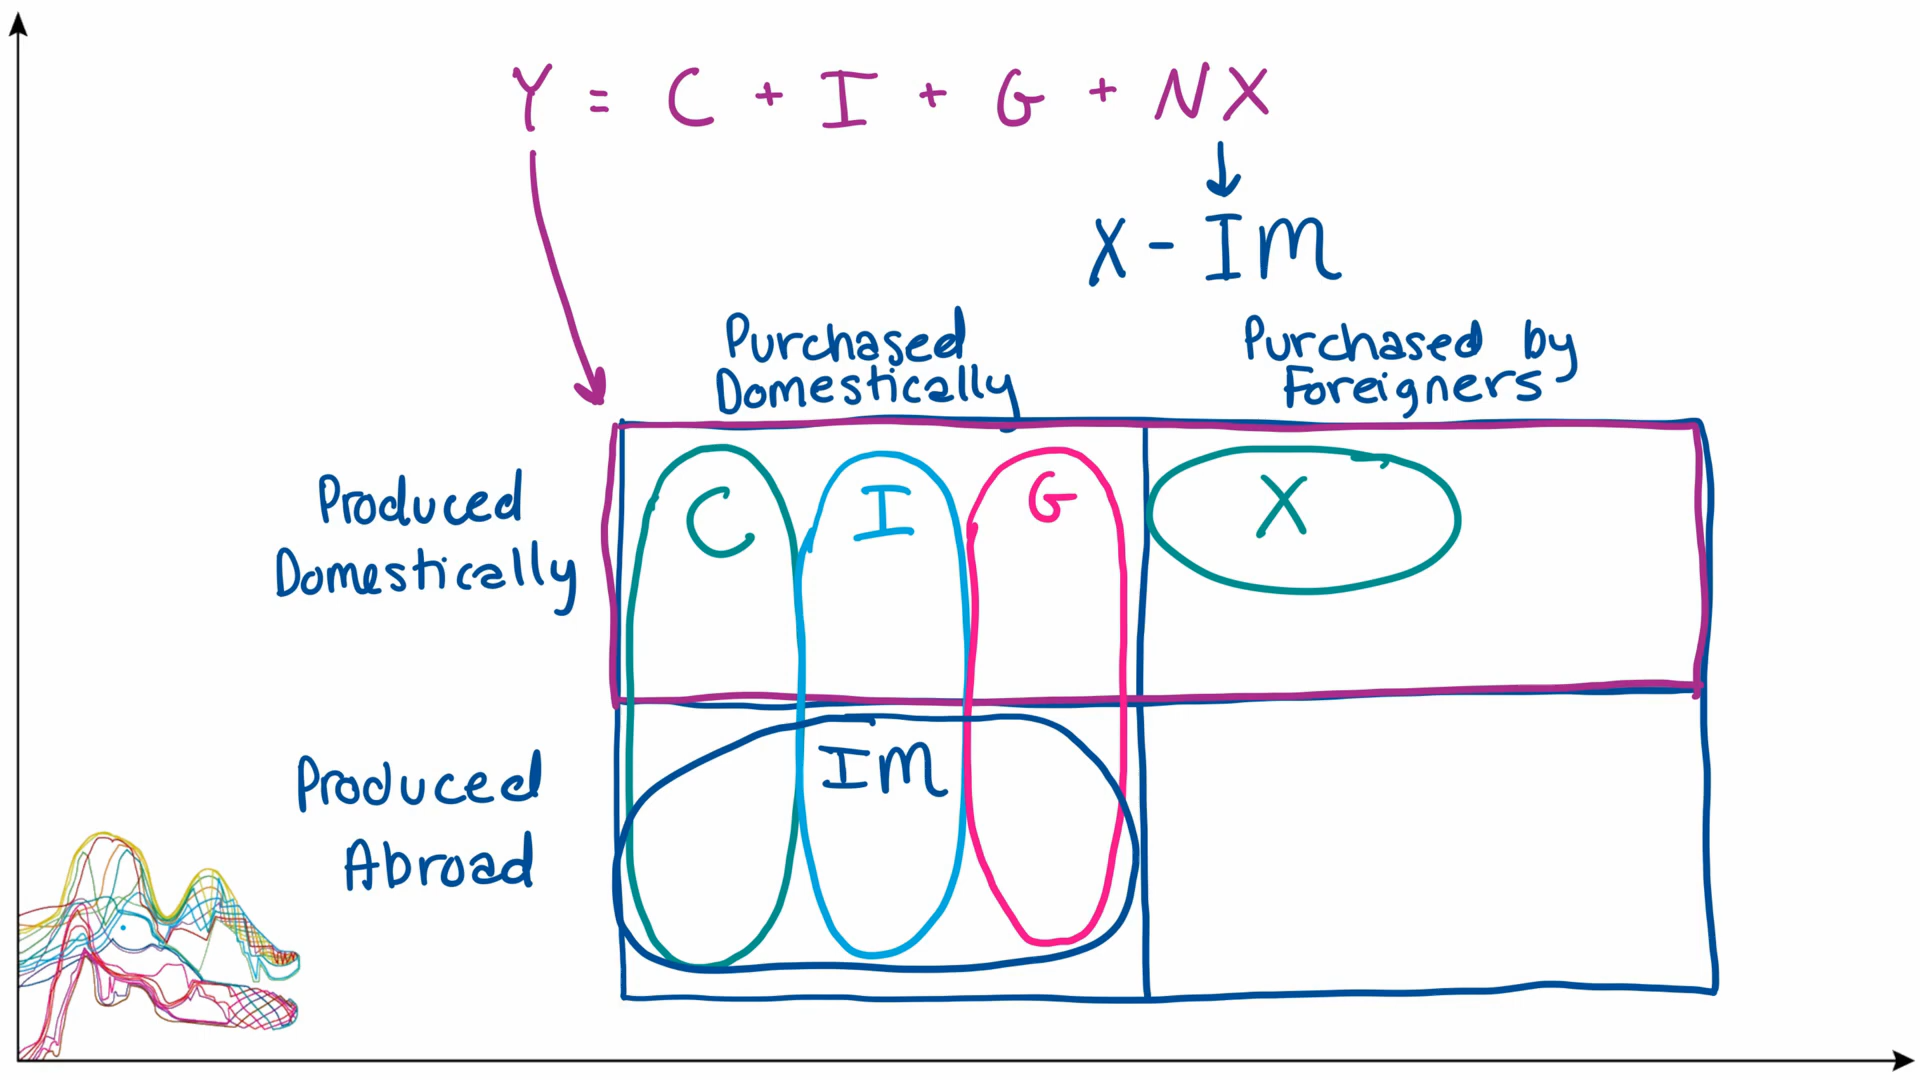 Y = C + I + G + NX
X - Im
Purchased
Domestically
Purchased by
Foreigners
Produced
Domestically
C I G X
Produced
Abroad
Im